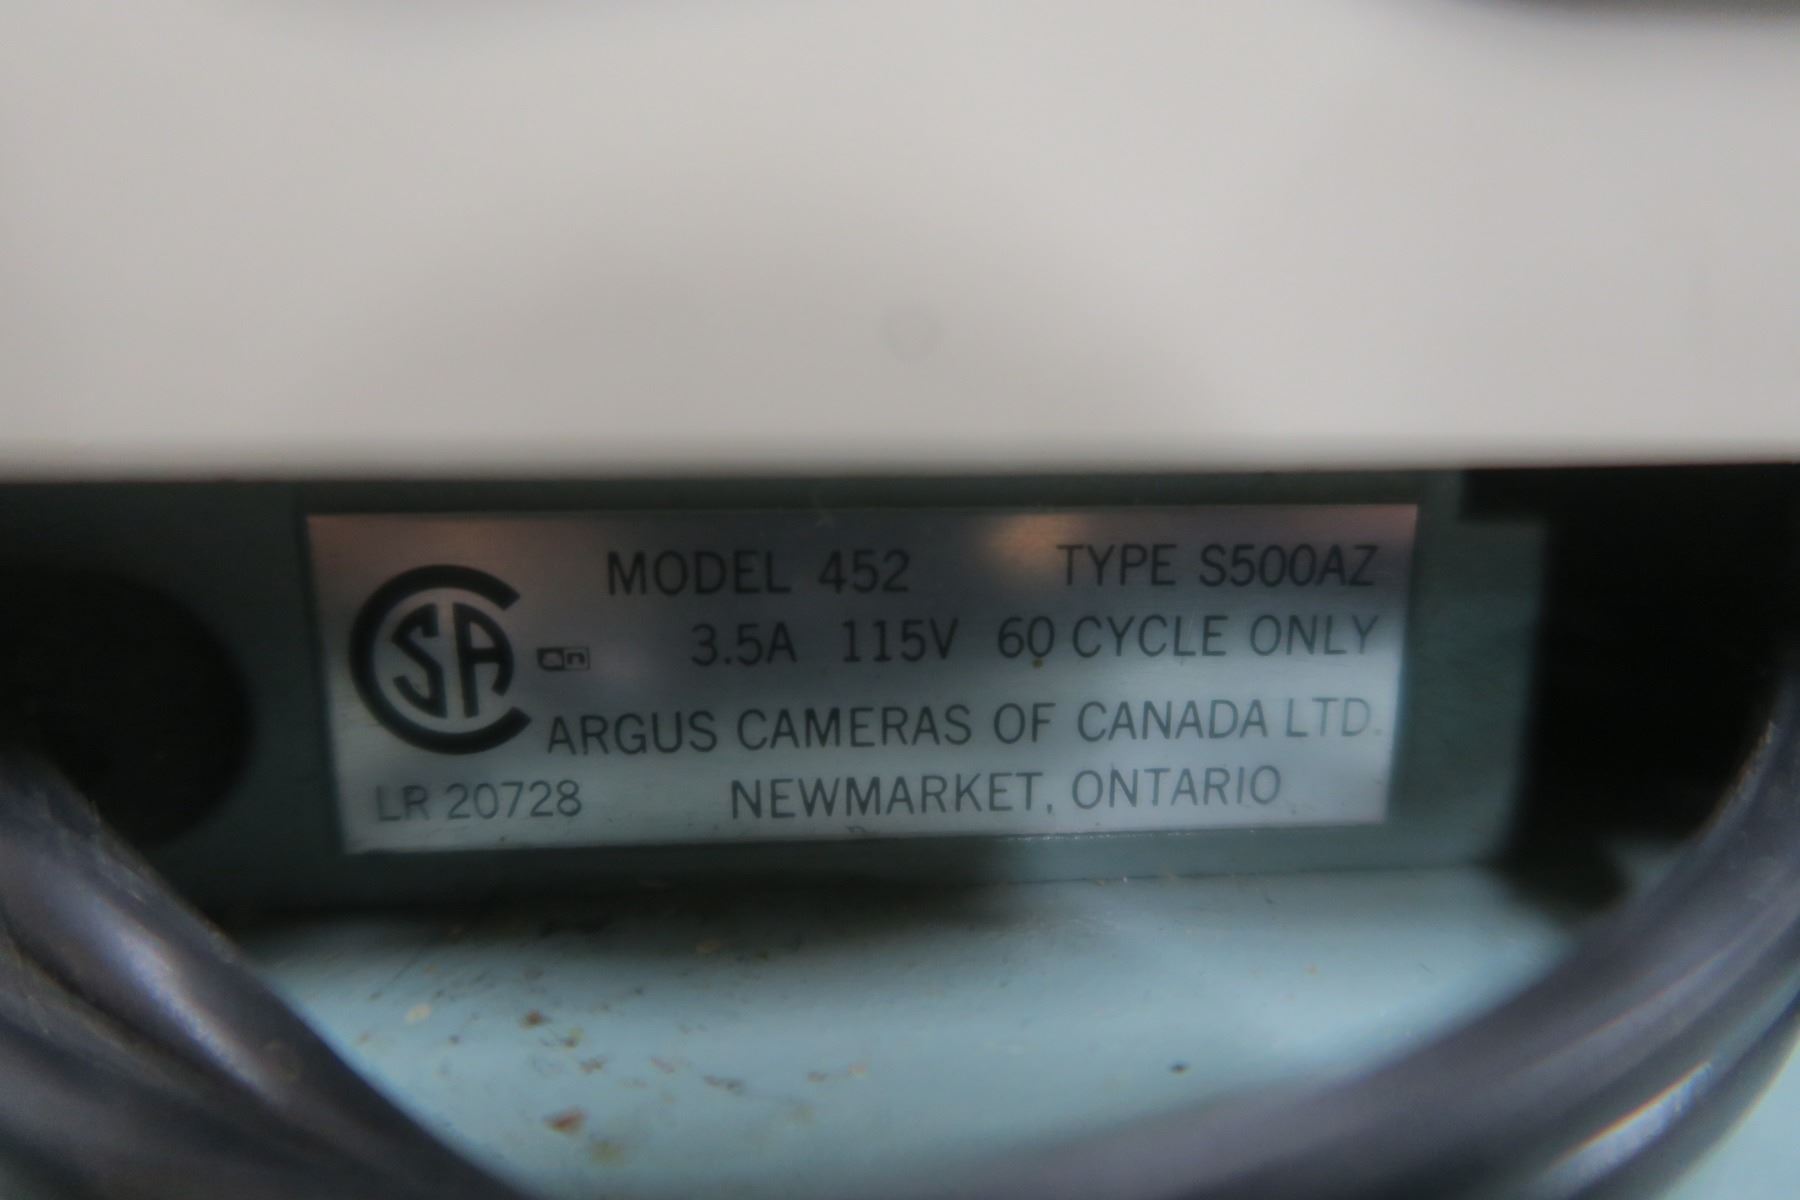 MODEL 452 TYPE S500AZ
CSA
3.5A 115V 60 CYCLE ONLY
ARGUS CAMERAS OF CANADA LTD.
LR 20728 NEWMARKET, ONTARIO